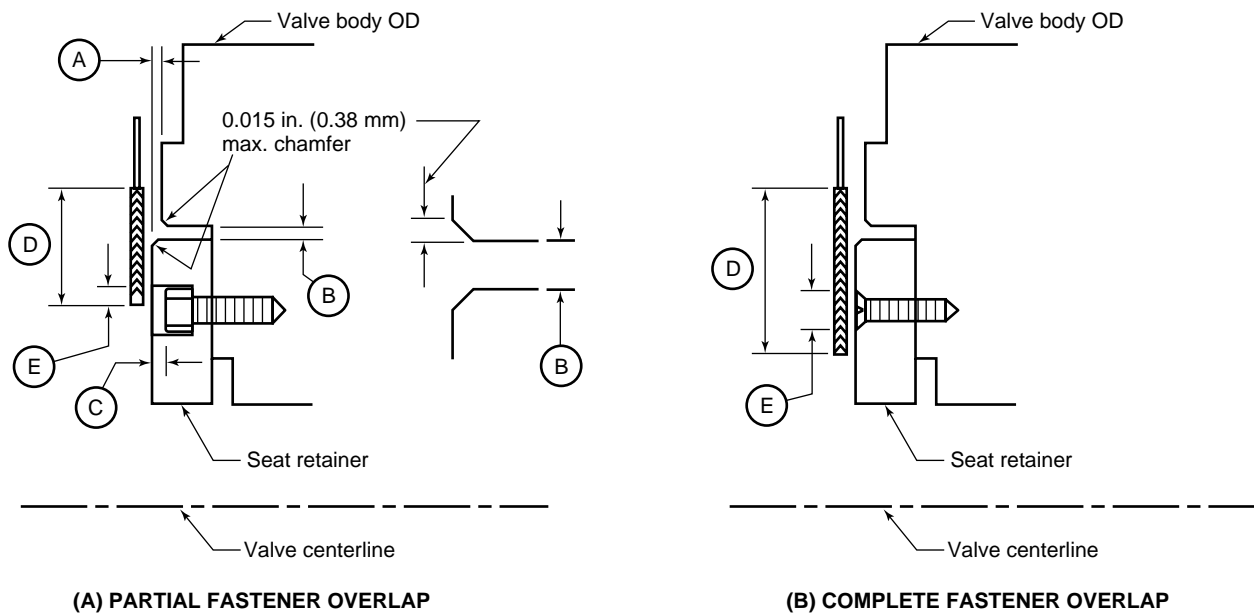 Valve body OD
A
0.015 in. (0.38 mm)
max. chamfer
D
B
E
C
B
Seat retainer
Valve centerline
(A) PARTIAL FASTENER OVERLAP
Valve body OD
D
E
Seat retainer
Valve centerline
(B) COMPLETE FASTENER OVERLAP